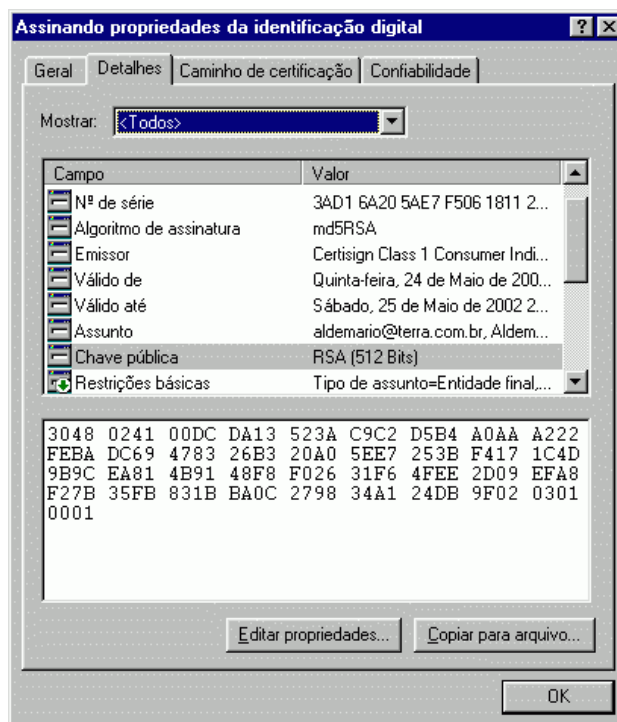 Assinando propriedades da identificação digital
Geral Detalhes Caminho de certificação Confiabilidade
Mostrar: <Todos>
Campo Valor
Nº de série 3AD1 6A20 5AE7 F506 1811 2...
Algoritmo de assinatura md5RSA
Emissor Certisign Class 1 Consumer Indi...
Válido de Quinta-feira, 24 de Maio de 200...
Válido até Sábado, 25 de Maio de 2002 2...
Assunto aldemario@terra.com.br, Aldem...
Chave pública RSA (512 Bits)
Restrições básicas Tipo de assunto=Entidade final,...
3048 0241 00DC DA13 523A C9C2 D5B4 A0AA A222
FEBA DC69 4783 26B3 20A0 5EE7 253B F417 1C4D
9B9C EA81 4B91 48F8 F026 31F6 4FEE 2D09 EFA8
F27B 35FB 831B BA0C 2798 34A1 24DB 9F02 0301
0001
Editar propriedades... Copiar para arquivo...
OK